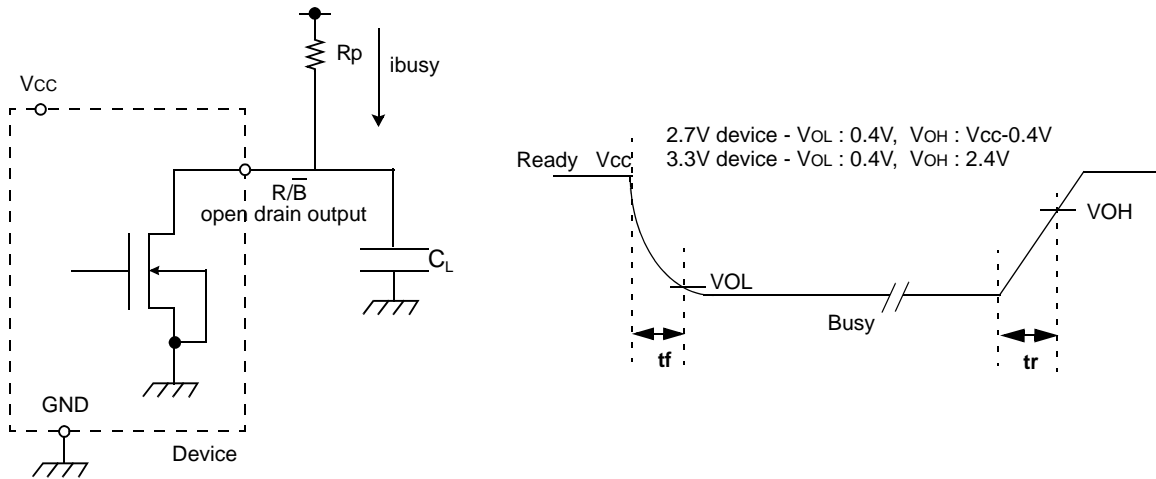 Rp
ibusy
VCC
R/B̅
open drain output
CL
GND
Device
2.7V device - VOL : 0.4V, VOH : Vcc-0.4V
3.3V device - VOL : 0.4V, VOH : 2.4V
Ready Vcc
VOH
VOL
Busy
tf
tr